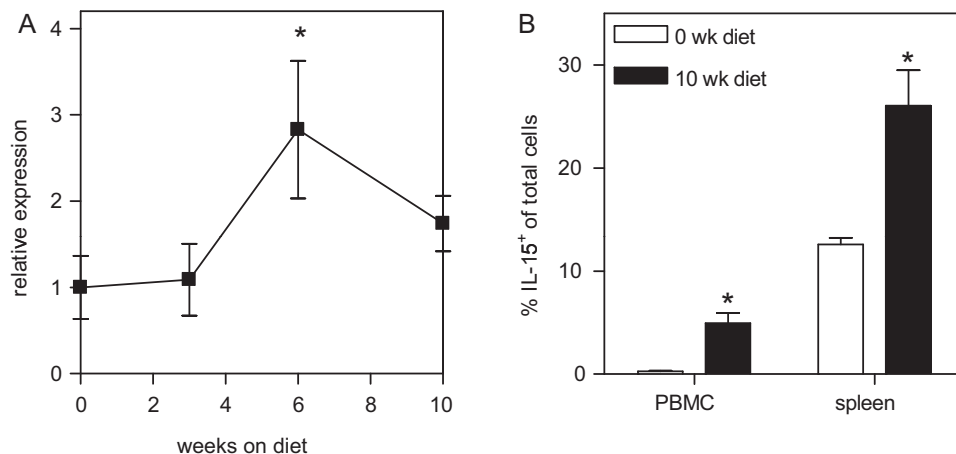 A
4
3
2
1
0
relative expression
*
0 2 4 6 8 10
weeks on diet
B
0 wk diet
10 wk diet
30
20
10
0
% IL-15⁺ of total cells
*
*
PBMC spleen